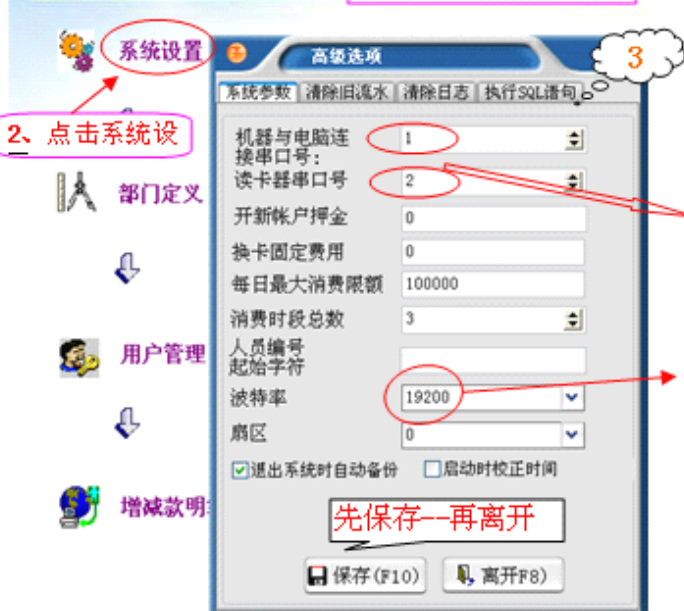 系统设置
高级选项
3
系统参数 清除旧流水 清除日志 执行SQL语句
2、点击系统设
机器与电脑连
接串口号:
1
读卡器串口号
2
部门定义
开新帐户押金
0
换卡固定费用
0
每日最大消费限额
100000
消费时段总数
3
用户管理
人员编号
起始字符
波特率
19200
扇区
0
退出系统时自动备份 启动时校正时间
增减款明
先保存--再离开
保存(F10) 离开F8)